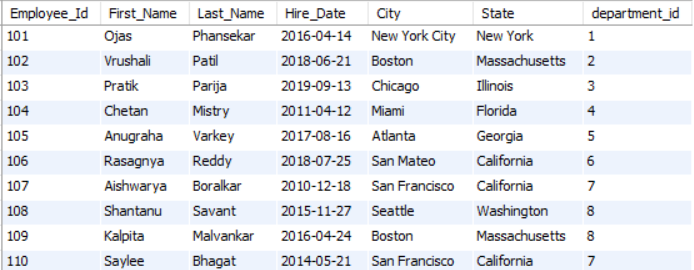 Employee_Id First_Name Last_Name Hire_Date City State department_id
101 Ojas Phansekar 2016-04-14 New York City New York 1
102 Vrushali Patil 2018-06-21 Boston Massachusetts 2
103 Pratik Parija 2019-09-13 Chicago Illinois 3
104 Chetan Mistry 2011-04-12 Miami Florida 4
105 Anugraha Varkey 2017-08-16 Atlanta Georgia 5
106 Rasagnya Reddy 2018-07-25 San Mateo California 6
107 Aishwarya Boralkar 2010-12-18 San Francisco California 7
108 Shantanu Savant 2015-11-27 Seattle Washington 8
109 Kalpita Malvankar 2016-04-24 Boston Massachusetts 8
110 Saylee Bhagat 2014-05-21 San Francisco California 7